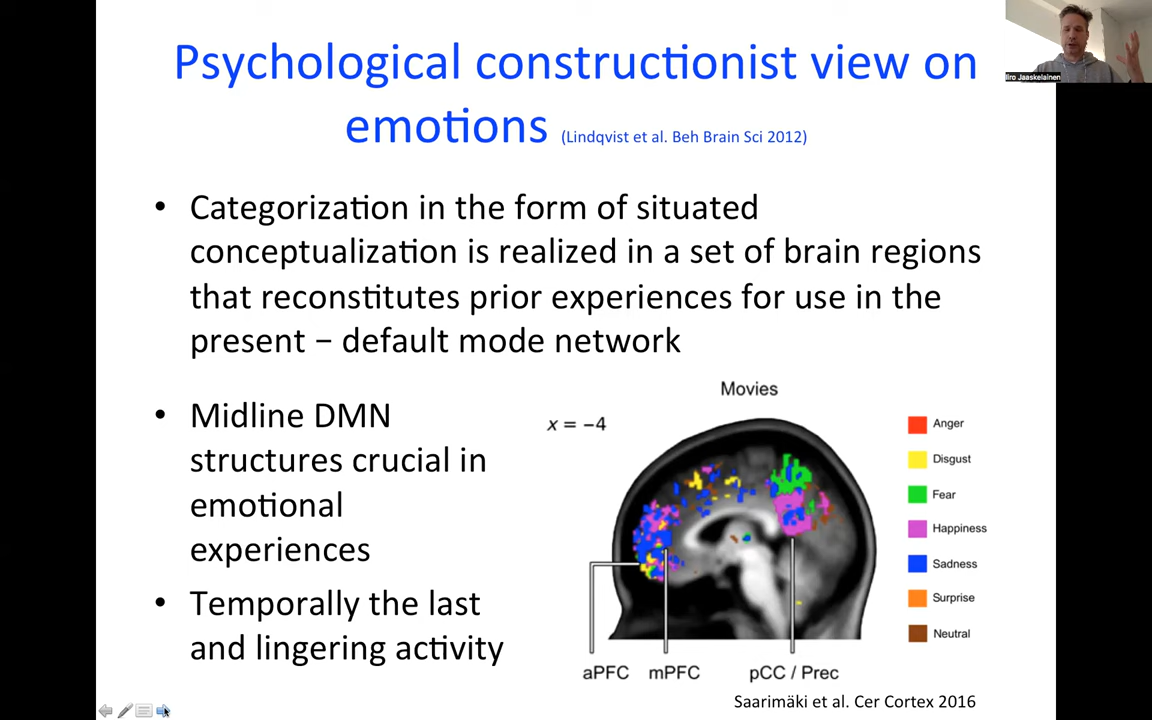 Psychological constructionist view on
emotions (Lindqvist et al. Beh Brain Sci 2012)
Iiro Jaaskelainen
• Categorization in the form of situated
conceptualization is realized in a set of brain regions
that reconstitutes prior experiences for use in the
present – default mode network
• Midline DMN
structures crucial in
emotional
experiences
• Temporally the last
and lingering activity
Movies
x = –4
Anger
Disgust
Fear
Happiness
Sadness
Surprise
Neutral
aPFC mPFC pCC / Prec
Saarimäki et al. Cer Cortex 2016